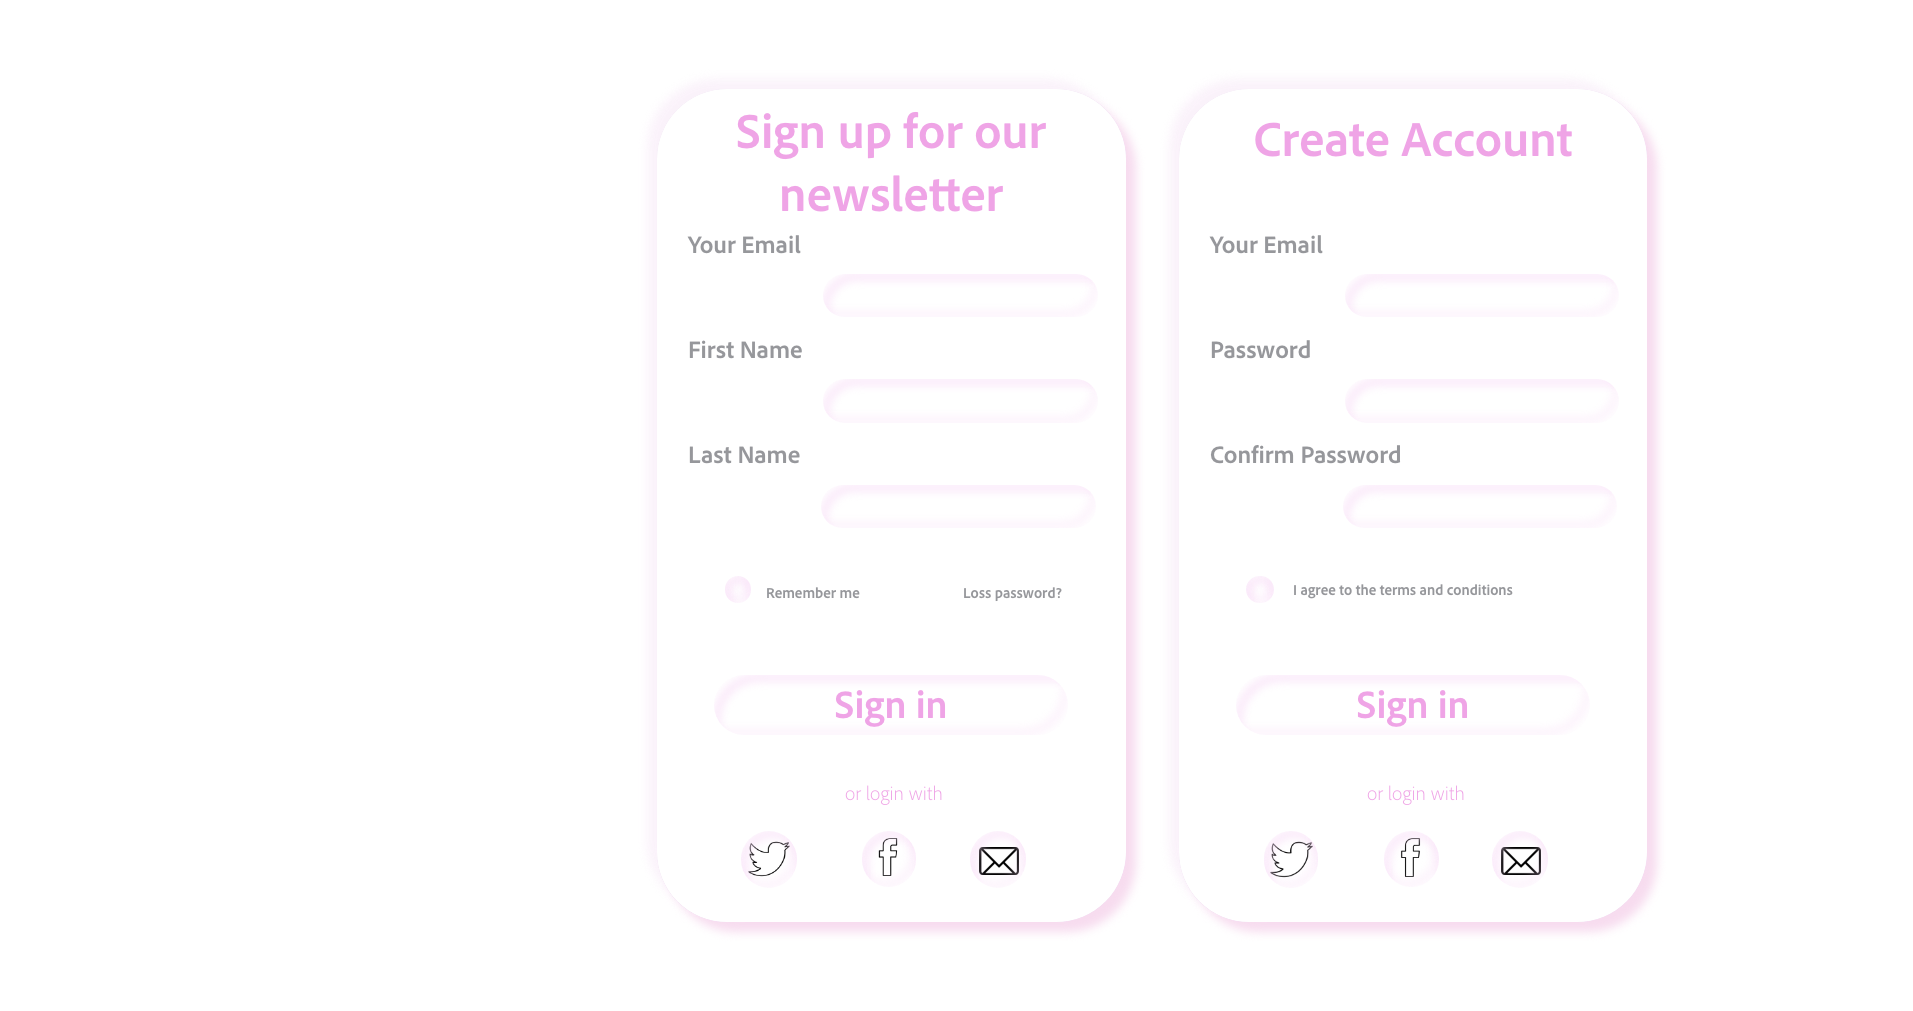 Sign up for our
newsletter
Your Email
First Name
Last Name
Remember me
Loss password?
Sign in
or login with
Create Account
Your Email
Password
Confirm Password
I agree to the terms and conditions
Sign in
or login with